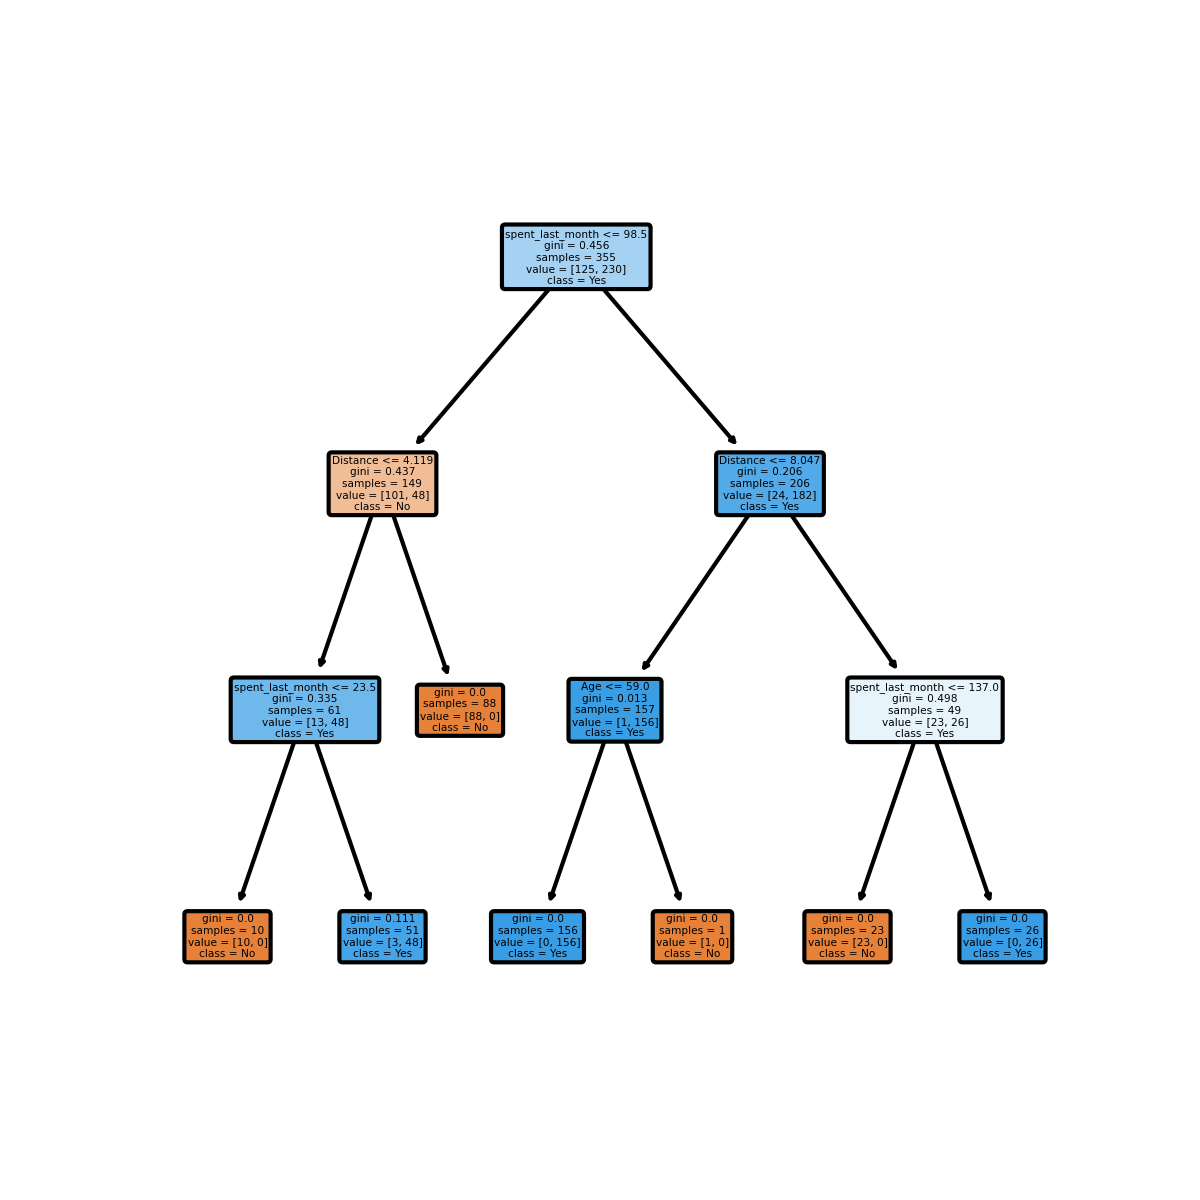 spent_last_month <= 98.5
gini = 0.456
samples = 355
value = [125, 230]
class = Yes
Distance <= 4.119
gini = 0.437
samples = 149
value = [101, 48]
class = No
Distance <= 8.047
gini = 0.206
samples = 206
value = [24, 182]
class = Yes
spent_last_month <= 23.5
gini = 0.335
samples = 61
value = [13, 48]
class = Yes
gini = 0.0
samples = 88
value = [88, 0]
class = No
Age <= 59.0
gini = 0.013
samples = 157
value = [1, 156]
class = Yes
spent_last_month <= 137.0
gini = 0.498
samples = 49
value = [23, 26]
class = Yes
gini = 0.0
samples = 10
value = [10, 0]
class = No
gini = 0.111
samples = 51
value = [3, 48]
class = Yes
gini = 0.0
samples = 156
value = [0, 156]
class = Yes
gini = 0.0
samples = 1
value = [1, 0]
class = No
gini = 0.0
samples = 23
value = [23, 0]
class = No
gini = 0.0
samples = 26
value = [0, 26]
class = Yes